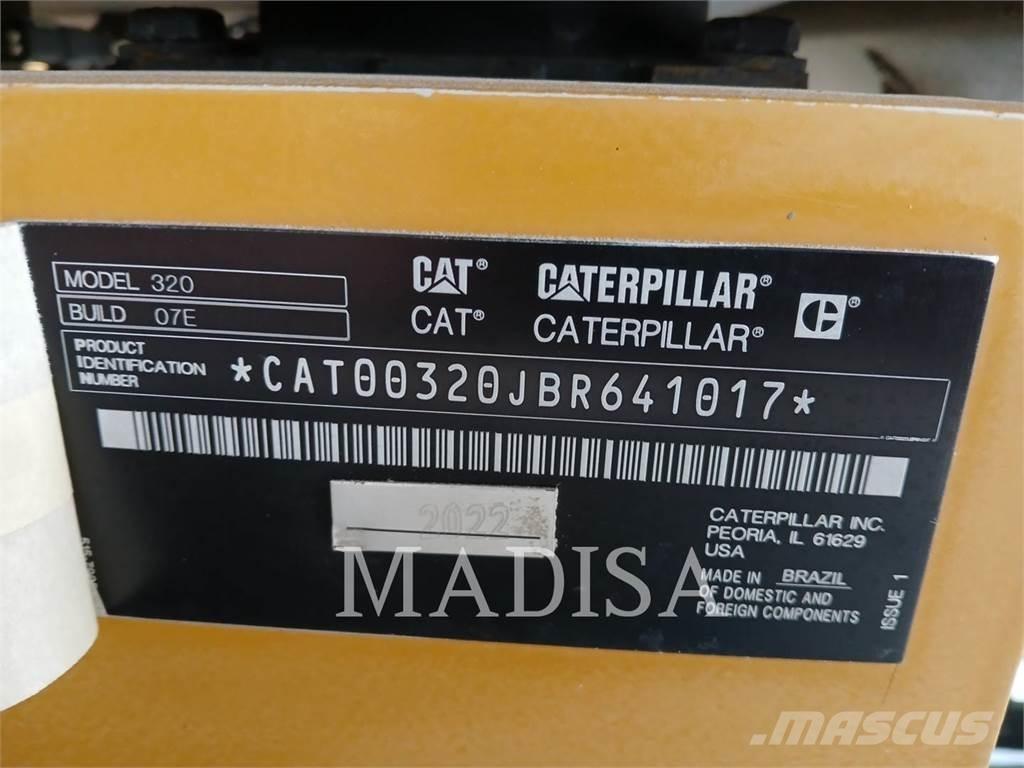 MODEL 320
BUILD 07E
CAT® CATERPILLAR® C®
CAT® CATERPILLAR®
PRODUCT
IDENTIFICATION
NUMBER
*CAT00320JBR641017*
2022
CATERPILLAR INC.
PEORIA, IL 61629
USA
MADE IN BRAZIL
OF DOMESTIC AND
FOREIGN COMPONENTS
ISSUE 1
MADISA
MASCUS